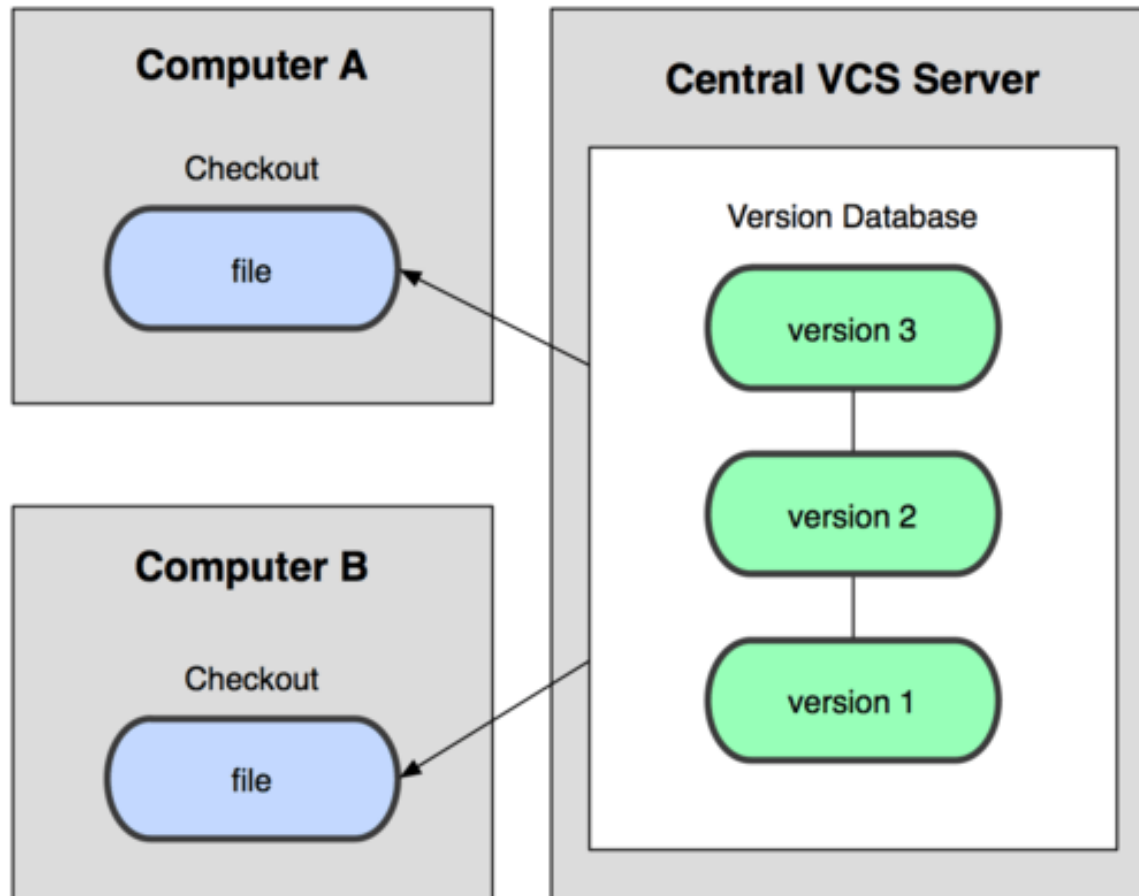 Computer A
Checkout
file
Computer B
Checkout
file
Central VCS Server
Version Database
version 3
version 2
version 1